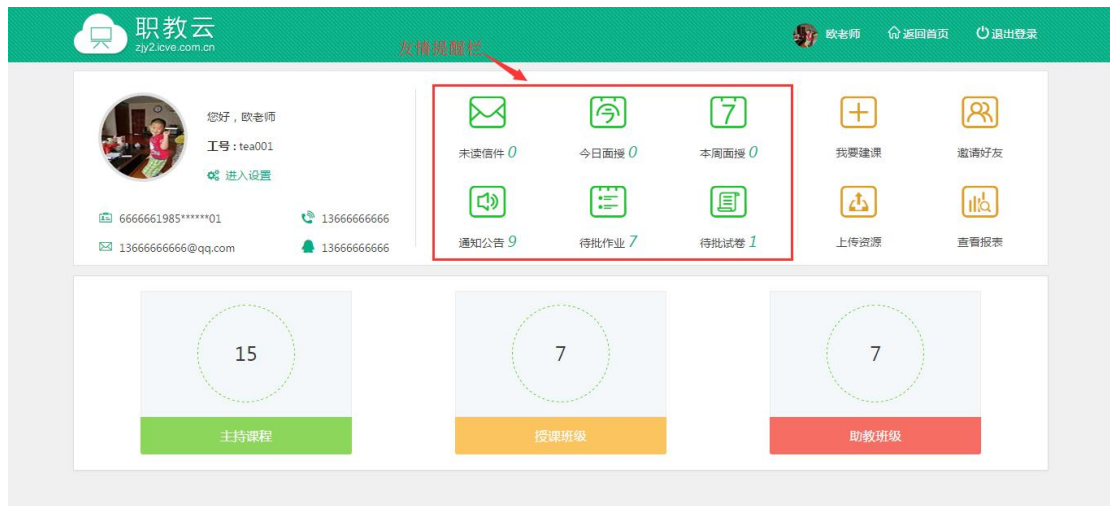 职教云
zjy2.icve.com.cn
欧老师
返回首页
退出登录
友情提醒栏
您好，欧老师
工号：tea001
进入设置
6666661985******01
13666666666
13666666666@qq.com
13666666666
未读信件 0
今日面授 0
7
本周面授 0
通知公告 9
待批作业 7
待批试卷 1
我要建课
邀请好友
上传资源
查看报表
15
主持课程
7
授课班级
7
助教班级